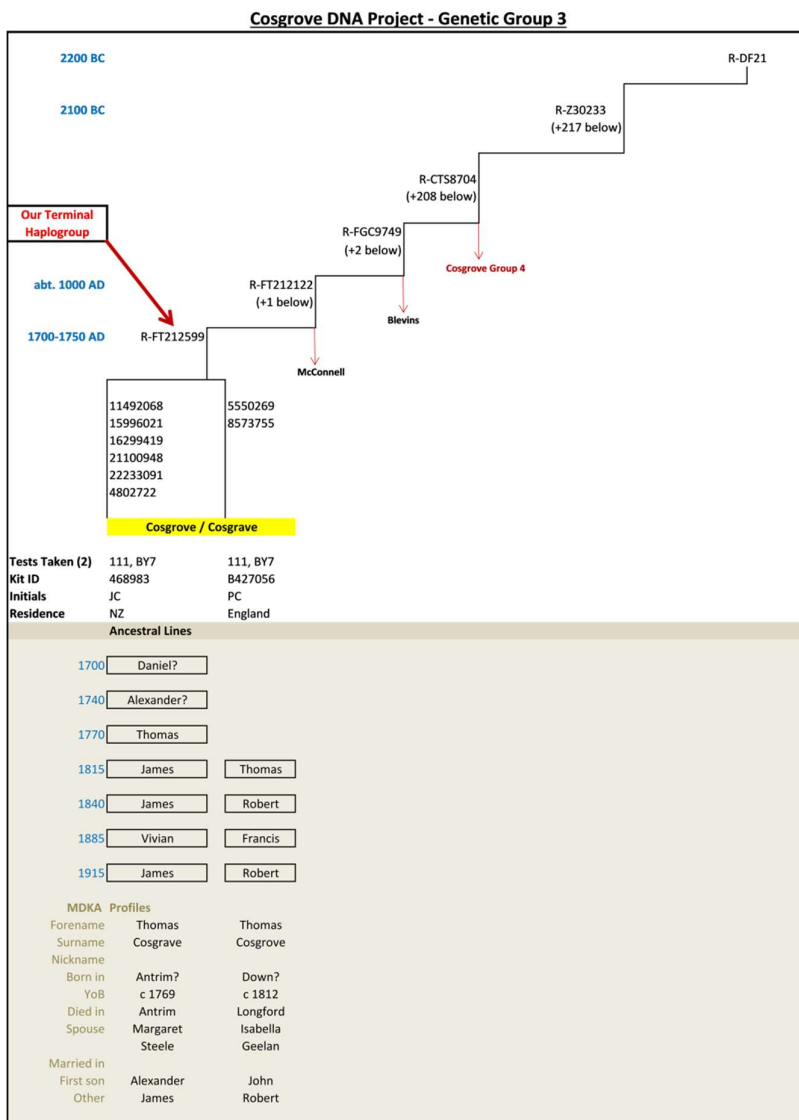 Cosgrove DNA Project - Genetic Group 3
2200 BC R-DF21
2100 BC R-Z30233
(+217 below)
R-CTS8704
(+208 below)
Our Terminal
Haplogroup
R-FGC9749
(+2 below)
Cosgrove Group 4
abt. 1000 AD R-FT212122
(+1 below)
Blevins
1700-1750 AD R-FT212599
McConnell
11492068 5550269
15996021 8573755
16299419
21100948
22233091
4802722
Cosgrove / Cosgrave
Tests Taken (2) 111, BY7 111, BY7
Kit ID 468983 B427056
Initials JC PC
Residence NZ England
Ancestral Lines
1700 Daniel?
1740 Alexander?
1770 Thomas
1815 James Thomas
1840 James Robert
1885 Vivian Francis
1915 James Robert
MDKA Profiles
Forename Thomas Thomas
Surname Cosgrave Cosgrove
Nickname
Born in Antrim? Down?
YoB c 1769 c 1812
Died in Antrim Longford
Spouse Margaret Isabella
Steele Geelan
Married in
First son Alexander John
Other James Robert